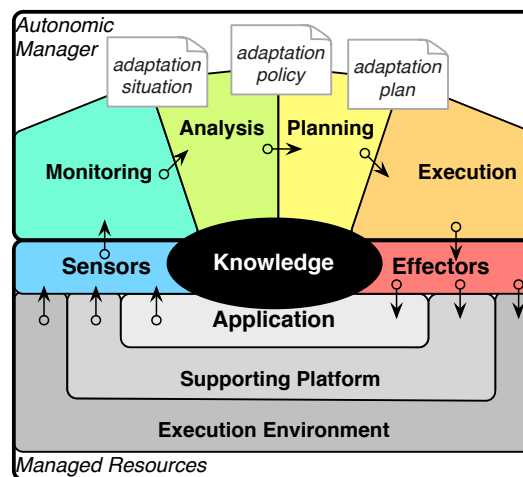 Autonomic
Manager
adaptation
situation
adaptation
policy
adaptation
plan
Analysis
Planning
Monitoring
Execution
Sensors
Knowledge
Effectors
Application
Supporting Platform
Execution Environment
Managed Resources